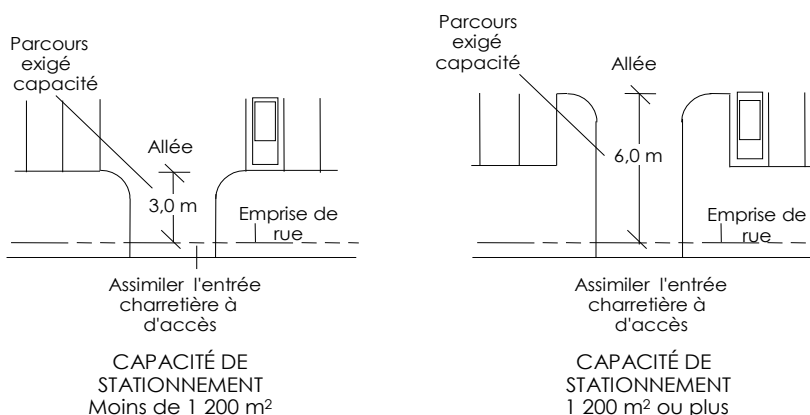 Parcours
exigé
capacité
Allée
3,0 m
Emprise de
rue
Assimiler l'entrée
charretière à
d'accès
CAPACITÉ DE
STATIONNEMENT
Moins de 1 200 m²
Parcours
exigé
capacité
Allée
6,0 m
Emprise de
rue
Assimiler l'entrée
charretière à
d'accès
CAPACITÉ DE
STATIONNEMENT
1 200 m² ou plus